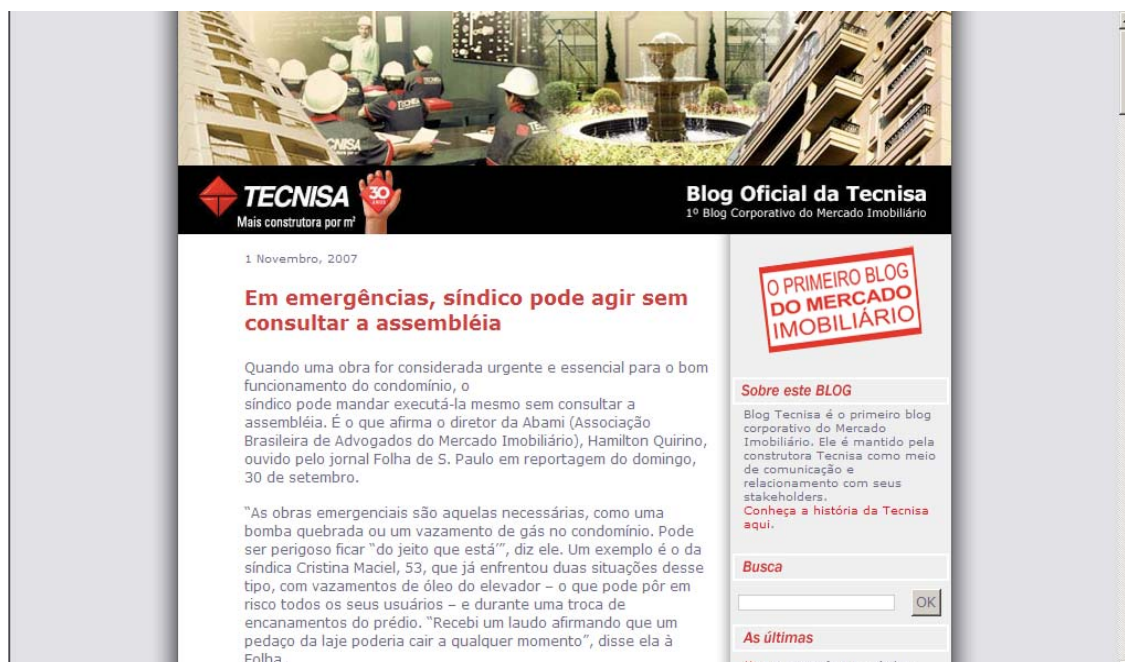 TECNISA
TECNISA
30
ANOS
Mais construtora por m²
Blog Oficial da Tecnisa
1º Blog Corporativo do Mercado Imobiliário
1 Novembro, 2007
Em emergências, síndico pode agir sem
consultar a assembléia
Quando uma obra for considerada urgente e essencial para o bom
funcionamento do condomínio, o
síndico pode mandar executá-la mesmo sem consultar a
assembléia. É o que afirma o diretor da Abami (Associação
Brasileira de Advogados do Mercado Imobiliário), Hamilton Quirino,
ouvido pelo jornal Folha de S. Paulo em reportagem do domingo,
30 de setembro.
“As obras emergenciais são aquelas necessárias, como uma
bomba quebrada ou um vazamento de gás no condomínio. Pode
ser perigoso ficar “do jeito que está’”, diz ele. Um exemplo é o da
síndica Cristina Maciel, 53, que já enfrentou duas situações desse
tipo, com vazamentos de óleo do elevador – o que pode pôr em
risco todos os seus usuários – e durante uma troca de
encanamentos do prédio. “Recebi um laudo afirmando que um
pedaço da laje poderia cair a qualquer momento”, disse ela à
Folha.
O PRIMEIRO BLOG
DO MERCADO
IMOBILIÁRIO
Sobre este BLOG
Blog Tecnisa é o primeiro blog
corporativo do Mercado
Imobiliário. Ele é mantido pela
construtora Tecnisa como meio
de comunicação e
relacionamento com seus
stakeholders.
Conheça a história da Tecnisa
aqui.
Busca
OK
As últimas